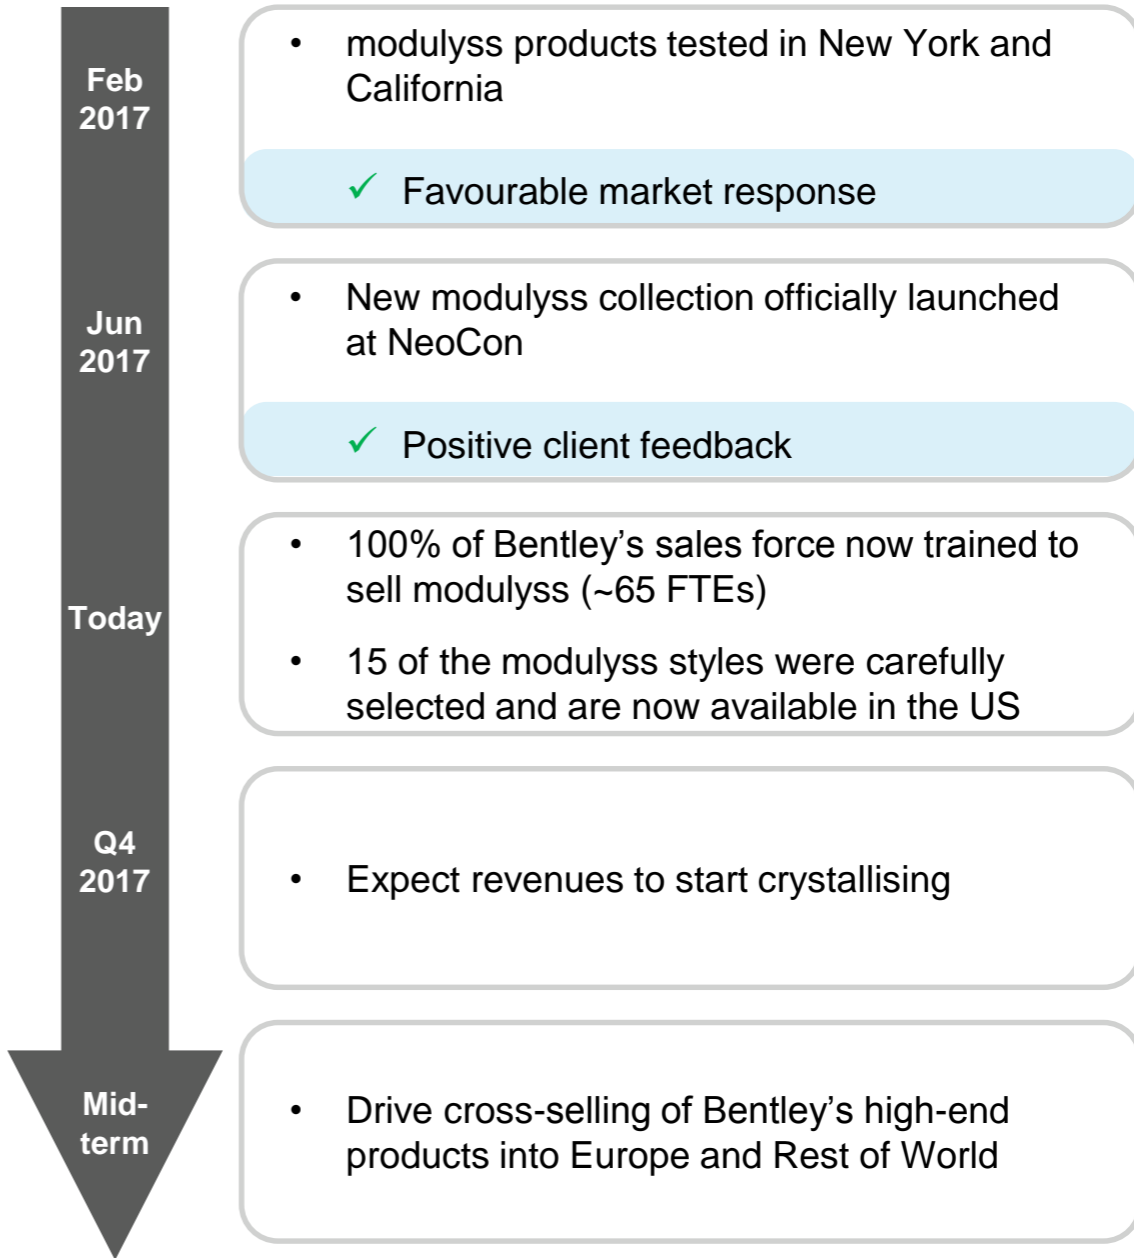 Feb
2017
• modulyss products tested in New York and
California
✓ Favourable market response
Jun
2017
• New modulyss collection officially launched
at NeoCon
✓ Positive client feedback
Today
• 100% of Bentley’s sales force now trained to
sell modulyss (~65 FTEs)
• 15 of the modulyss styles were carefully
selected and are now available in the US
Q4
2017
• Expect revenues to start crystallising
Mid-
term
• Drive cross-selling of Bentley’s high-end
products into Europe and Rest of World